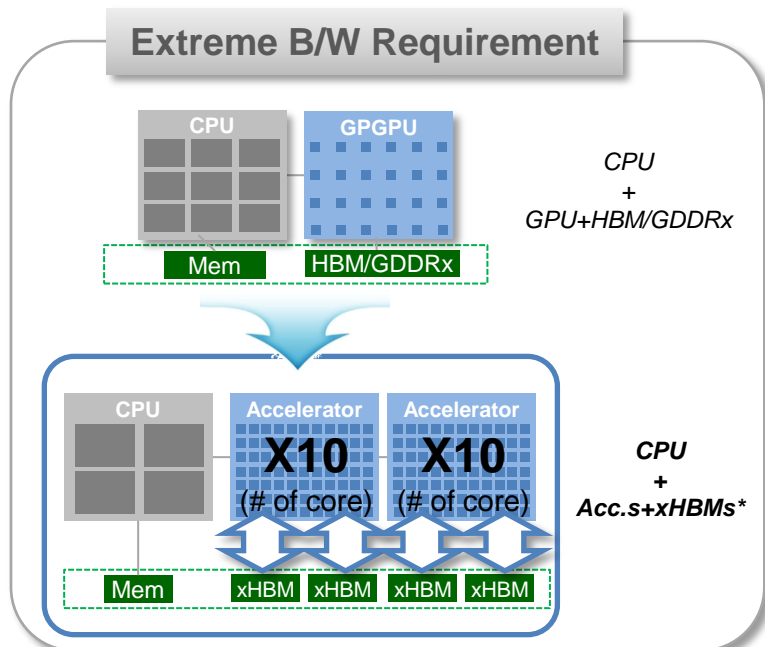 Extreme B/W Requirement
CPU
GPGPU
CPU
+
GPU+HBM/GDDRx
Mem
HBM/GDDRx
CPU
Accelerator
Accelerator
X10
X10
(# of core)
(# of core)
CPU
+
Acc.s+xHBMs*
Mem
xHBM
xHBM
xHBM
xHBM